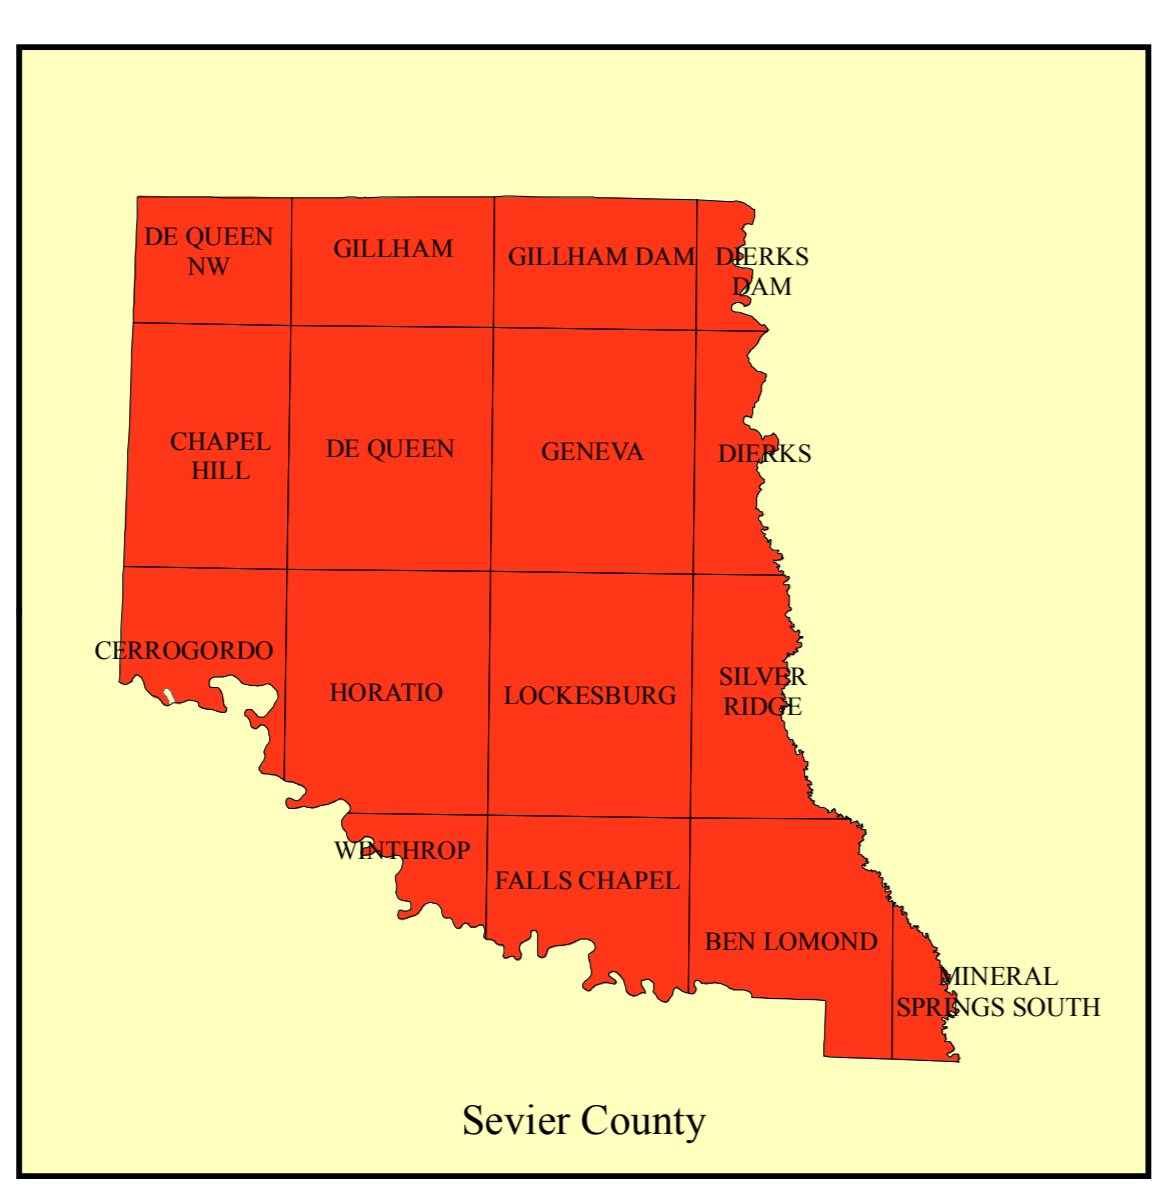 DE QUEEN
NW
GILLHAM
GILLHAM DAM
DIERKS
DAM
CHAPEL
HILL
DE QUEEN
GENEVA
DIERKS
CERROGORDO
HORATIO
LOCKESBURG
SILVER
RIDGE
WINTHROP
FALLS CHAPEL
BEN LOMOND
MINERAL
SPRINGS SOUTH
Sevier County